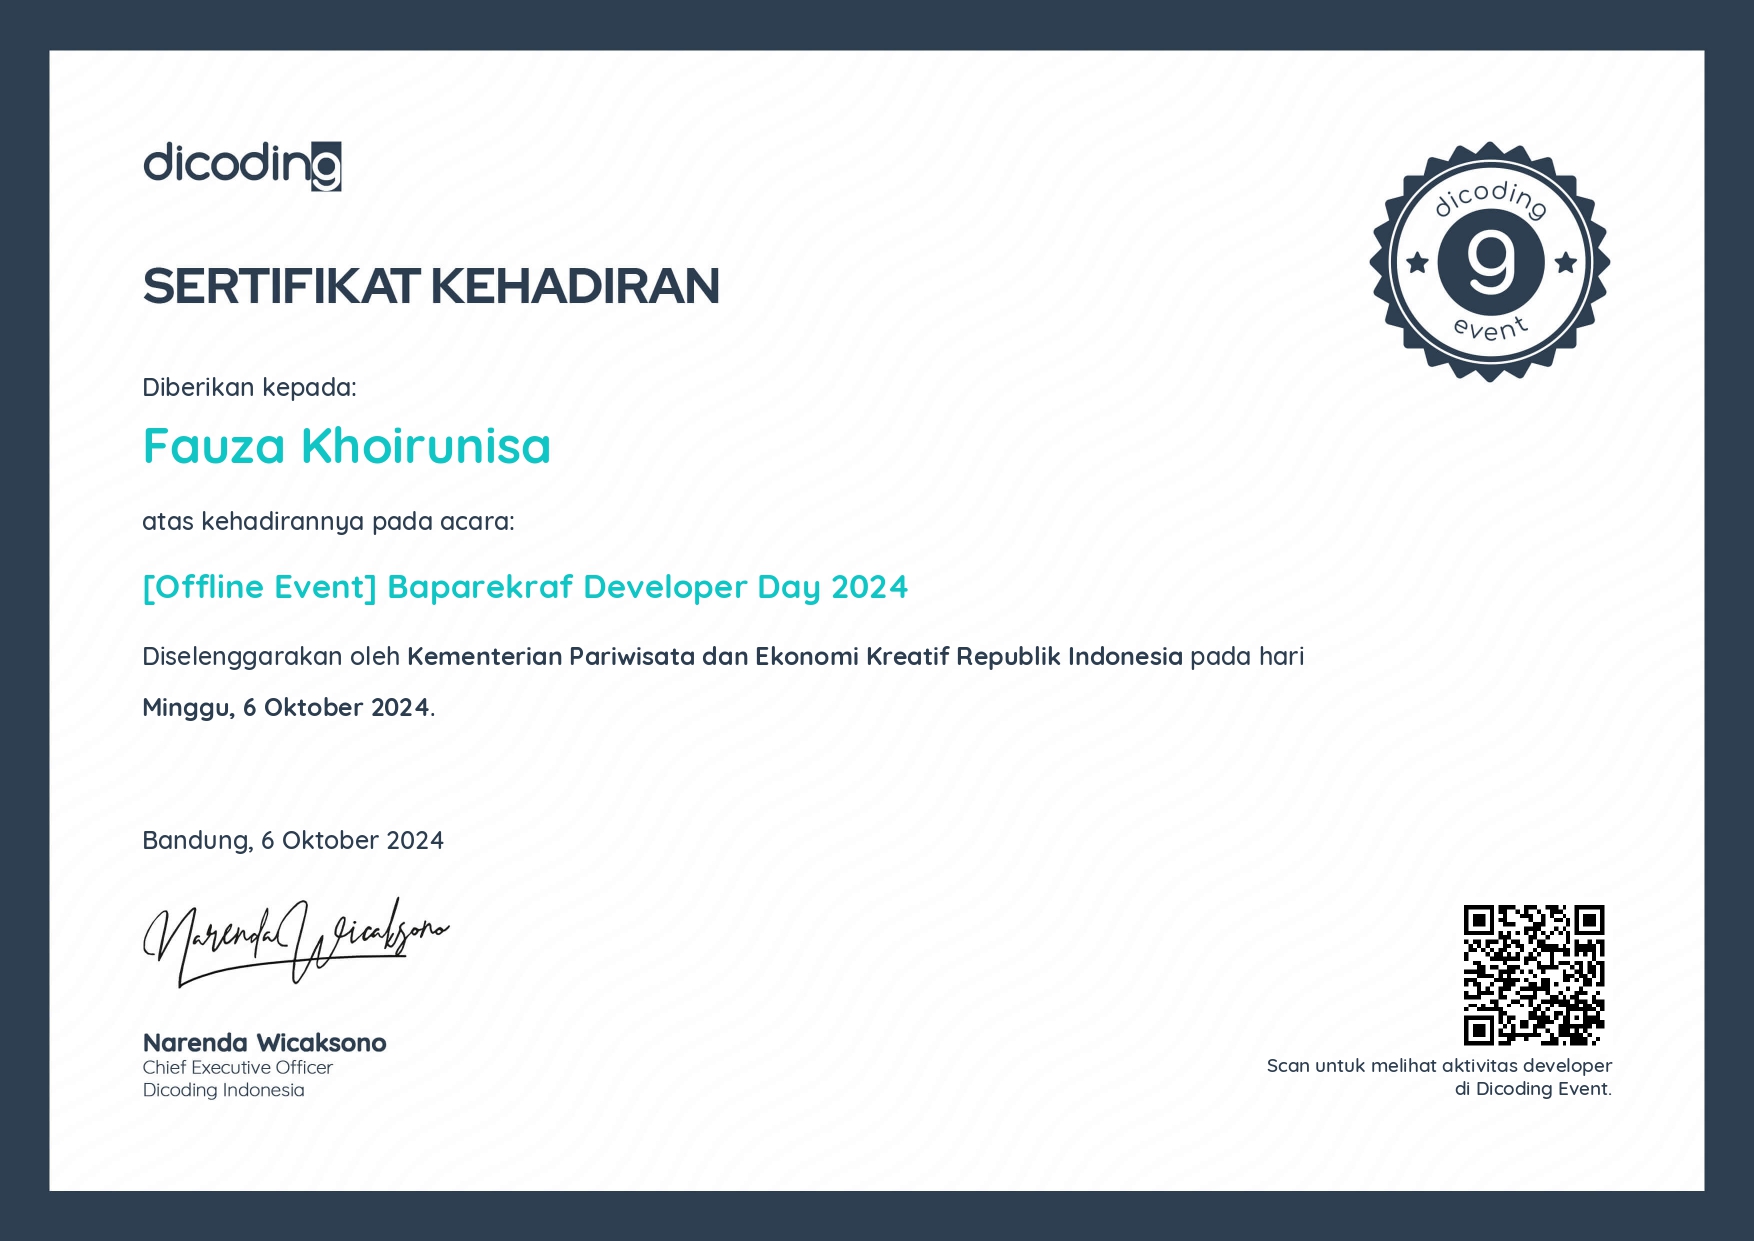 dicoding
SERTIFIKAT KEHADIRAN
dicoding
g
event
Diberikan kepada:
Fauza Khoirunisa
atas kehadirannya pada acara:
[Offline Event] Baparekraf Developer Day 2024
Diselenggarakan oleh Kementerian Pariwisata dan Ekonomi Kreatif Republik Indonesia pada hari
Minggu, 6 Oktober 2024.
Bandung, 6 Oktober 2024
Narenda Wicaksono
Narenda Wicaksono
Chief Executive Officer
Dicoding Indonesia
Scan untuk melihat aktivitas developer
di Dicoding Event.